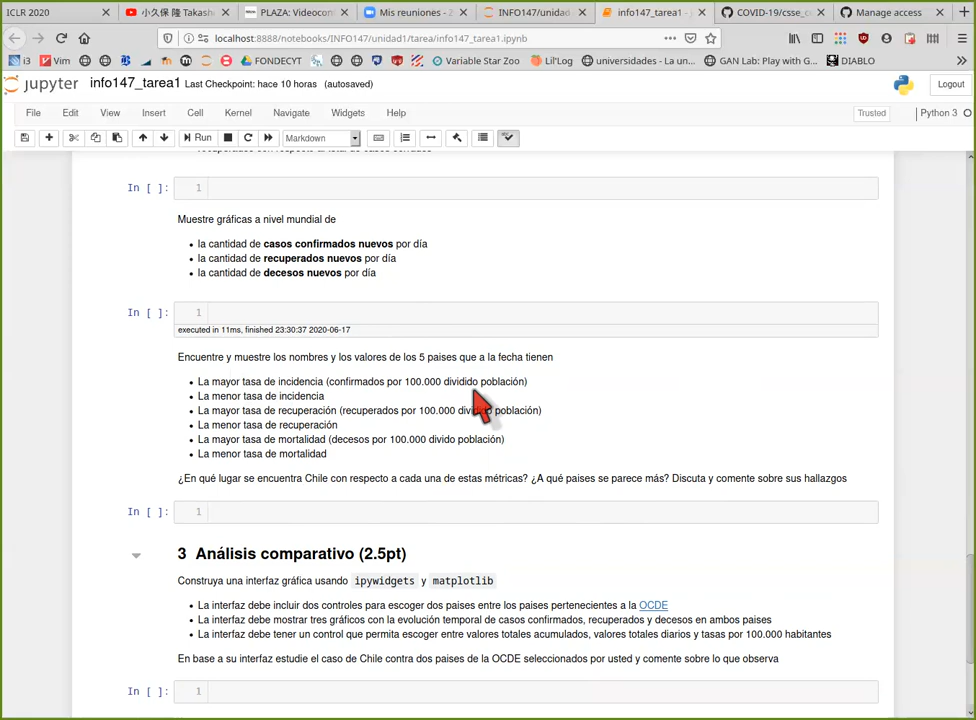 ICLR 2020
小久保 隆 Takash
PLAZA: Videoconf
Mis reuniones - Z
INFO147/unidad
info147_tarea1 - J
COVID-19/csse_c
Manage access
localhost:8888/notebooks/INFO147/unidad1/tarea/info147_tarea1.ipynb
i3 Vim FONDECYT Variable Star Zoo Lil'Log universidades - La un... GAN Lab: Play with G... DIABLO
jupyter info147_tarea1 Last Checkpoint: hace 10 horas (autosaved) Logout
File Edit View Insert Cell Kernel Navigate Widgets Help Trusted Python 3
Run Markdown
In [ ]: 1
Muestre gráficas a nivel mundial de
• la cantidad de casos confirmados nuevos por día
• la cantidad de recuperados nuevos por día
• la cantidad de decesos nuevos por día
In [ ]: 1
executed in 11ms, finished 23:30:37 2020-06-17
Encuentre y muestre los nombres y los valores de los 5 paises que a la fecha tienen
• La mayor tasa de incidencia (confirmados por 100.000 dividido población)
• La menor tasa de incidencia
• La mayor tasa de recuperación (recuperados por 100.000 dividido población)
• La menor tasa de recuperación
• La mayor tasa de mortalidad (decesos por 100.000 divido población)
• La menor tasa de mortalidad
¿En qué lugar se encuentra Chile con respecto a cada una de estas métricas? ¿A qué paises se parece más? Discuta y comente sobre sus hallazgos
In [ ]: 1
3 Análisis comparativo (2.5pt)
Construya una interfaz gráfica usando ipywidgets y matplotlib
• La interfaz debe incluir dos controles para escoger dos paises entre los paises pertenecientes a la OCDE
• La interfaz debe mostrar tres gráficos con la evolución temporal de casos confirmados, recuperados y decesos en ambos paises
• La interfaz debe tener un control que permita escoger entre valores totales acumulados, valores totales diarios y tasas por 100.000 habitantes
En base a su interfaz estudie el caso de Chile contra dos paises de la OCDE seleccionados por usted y comente sobre lo que observa
In [ ]: 1